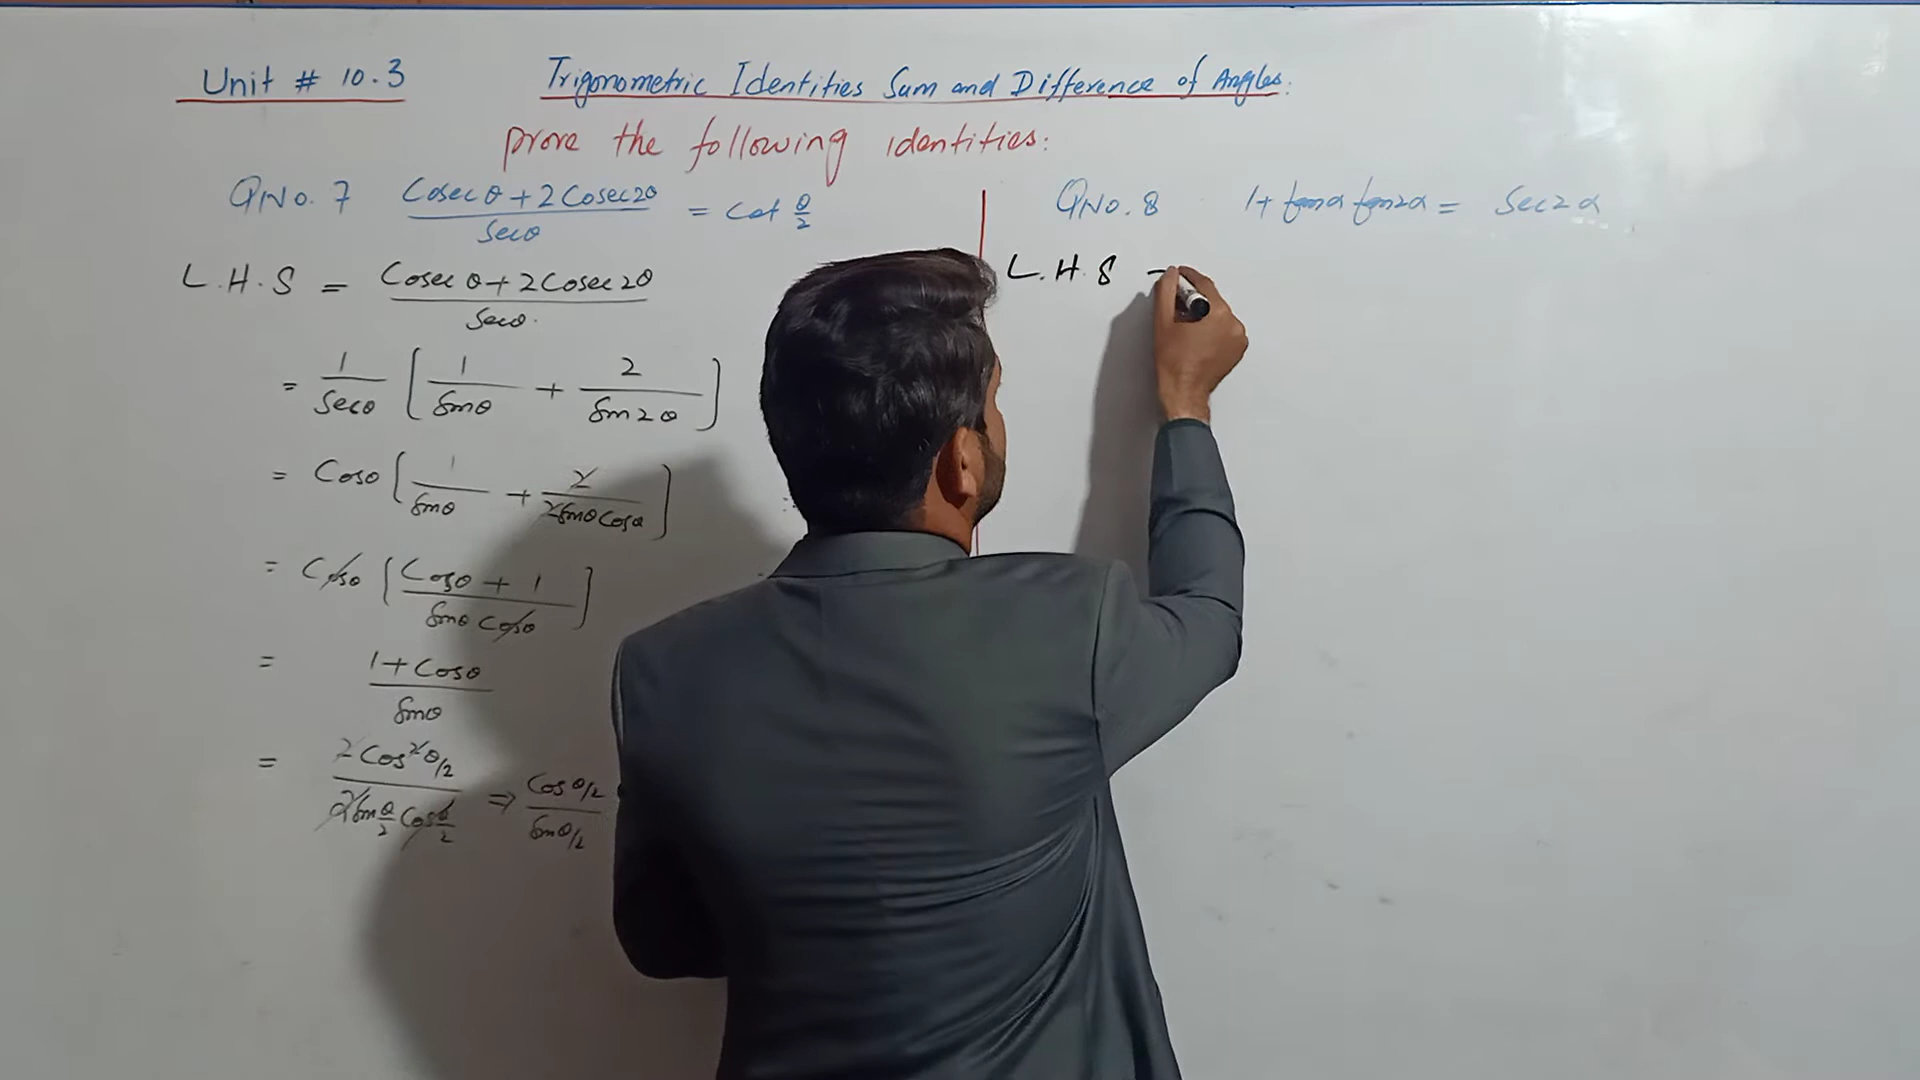 Unit # 10.3 Trigonometric Identities Sum and Difference of Angles:
prove the following identities:
QNo. 7 (Cosec θ + 2 Cosec 2θ) / Sec θ = Cot θ/2
L.H.S = (Cosec θ + 2 Cosec 2θ) / Sec θ.
= 1/Sec θ [ 1/Sin θ + 2/Sin 2θ ]
= Cos θ [ 1/Sin θ + 2/(2 Sin θ Cos θ) ]
= Cos θ [ (Cos θ + 1) / (Sin θ Cos θ) ]
= (1 + Cos θ) / Sin θ
= 2 Cos² θ/2 / (2 Sin θ/2 Cos θ/2) ⇒ Cos θ/2 / Sin θ/2
QNo. 8 1 + tan α tan 2α = Sec 2α
L.H.S